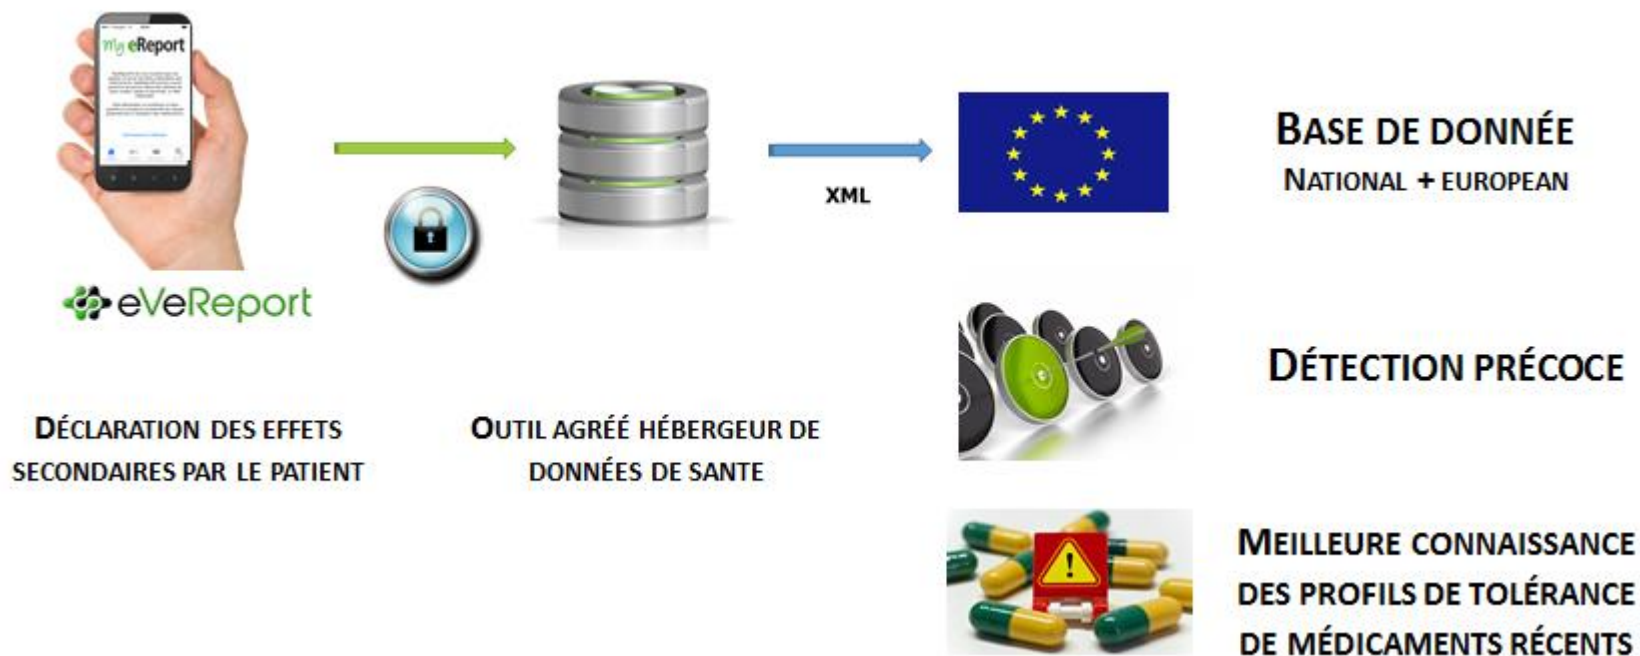 My eReport
eVeReport
DÉCLARATION DES EFFETS
SECONDAIRES PAR LE PATIENT
OUTIL AGRÉÉ HÉBERGEUR DE
DONNÉES DE SANTE
XML
BASE DE DONNÉE
NATIONAL + EUROPEAN
DÉTECTION PRÉCOCE
MEILLEURE CONNAISSANCE
DES PROFILS DE TOLÉRANCE
DE MÉDICAMENTS RÉCENTS